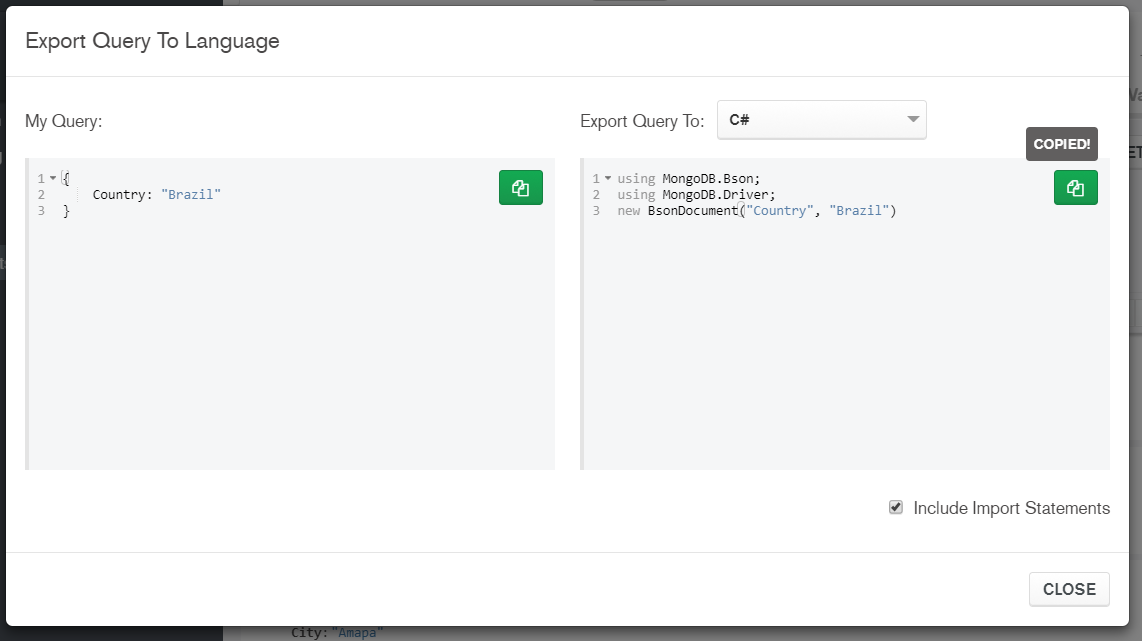 Export Query To Language
My Query:
Export Query To: C#
COPIED!
1 {
2 Country: "Brazil"
3 }
1 using MongoDB.Bson;
2 using MongoDB.Driver;
3 new BsonDocument("Country", "Brazil")
Include Import Statements
CLOSE
City: "Amapa"